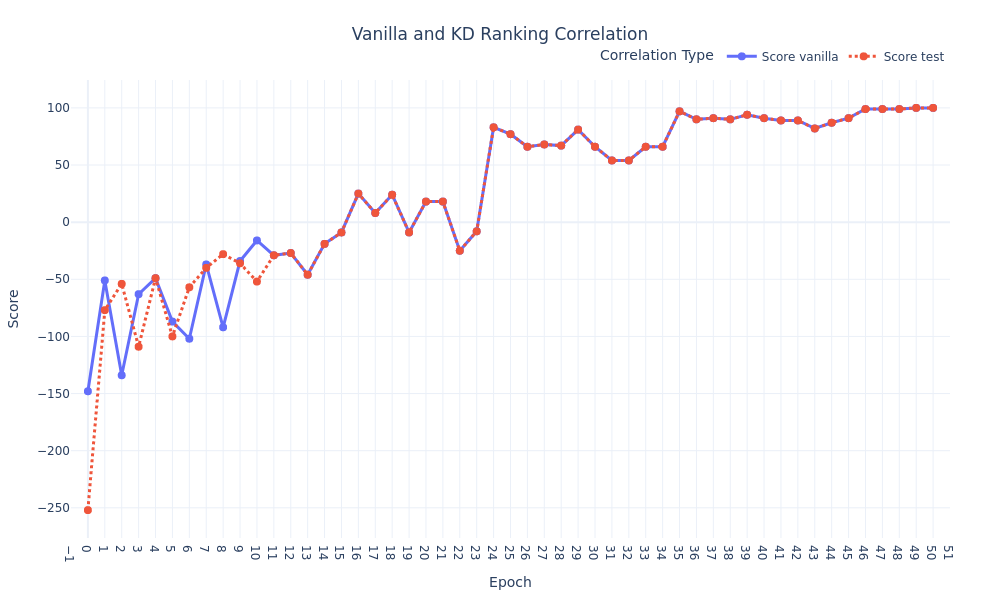 Vanilla and KD Ranking Correlation
Correlation Type Score vanilla Score test
100
50
0
−50
−100
−150
−200
−250
Score
−1 0 1 2 3 4 5 6 7 8 9 10 11 12 13 14 15 16 17 18 19 20 21 22 23 24 25 26 27 28 29 30 31 32 33 34 35 36 37 38 39 40 41 42 43 44 45 46 47 48 49 50 51
Epoch